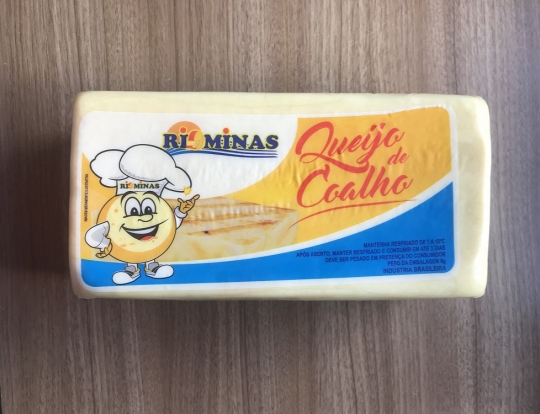 RIOMINAS
Queijo
de
Coalho
RIOMINAS
MANTENHA RESFRIADO DE 1 A 10ºC
APÓS ABERTO, MANTER RESFRIADO E CONSUMIR EM ATÉ 3 DIAS
DEVE SER PESADO EM PRESENÇA DO CONSUMIDOR
PESO DA EMBALAGEM 8g
INDÚSTRIA BRASILEIRA